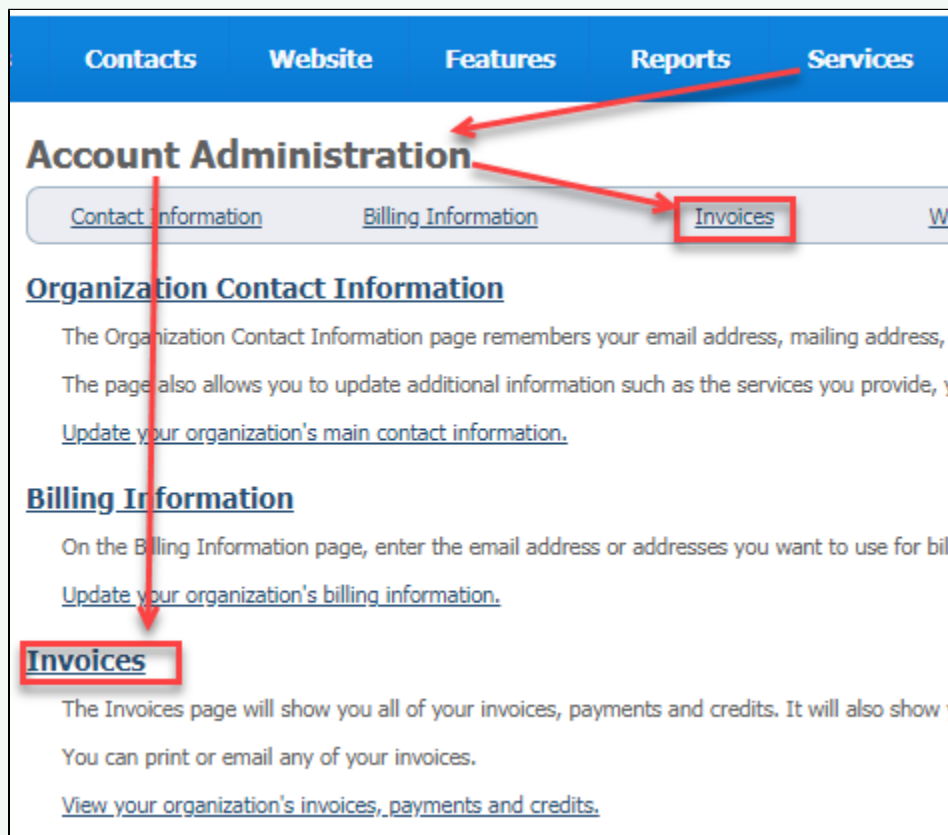 Contacts Website Features Reports Services
Account Administration
Contact Information Billing Information Invoices W
Organization Contact Information
The Organization Contact Information page remembers your email address, mailing address,
The page also allows you to update additional information such as the services you provide,
Update your organization's main contact information.
Billing Information
On the Billing Information page, enter the email address or addresses you want to use for bil
Update your organization's billing information.
Invoices
The Invoices page will show you all of your invoices, payments and credits. It will also show
You can print or email any of your invoices.
View your organization's invoices, payments and credits.